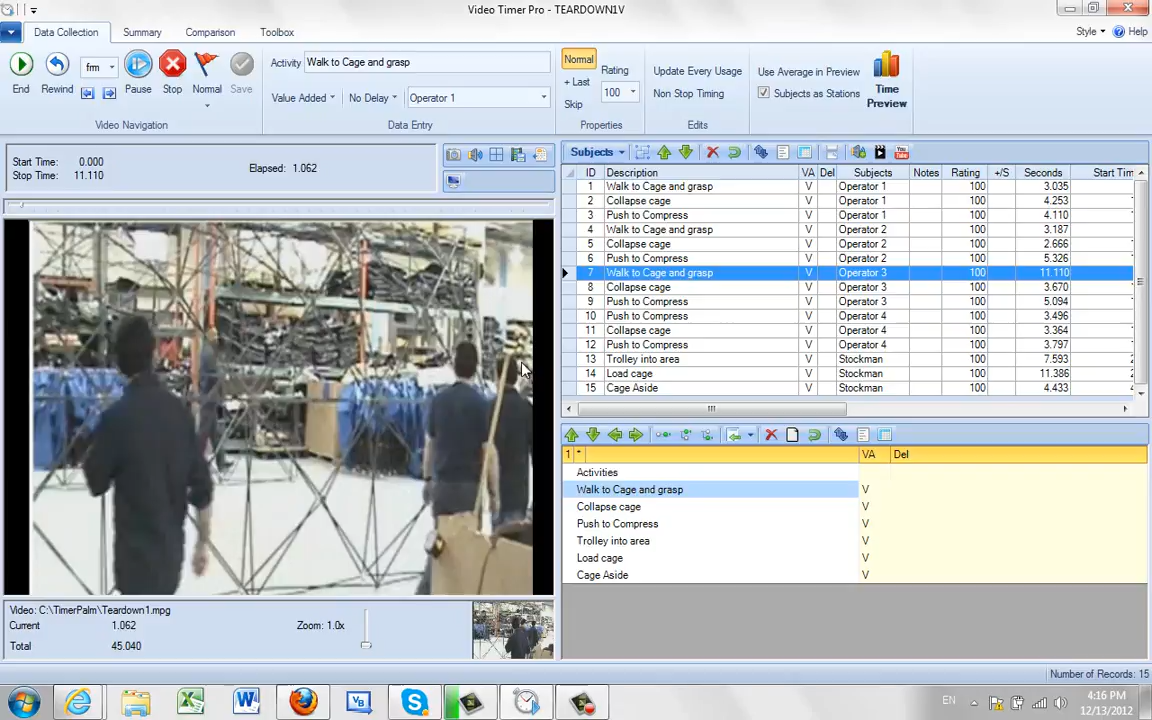 Video Timer Pro - TEARDOWN1V
Data Collection Summary Comparison Toolbox Style Help
End Rewind fm Pause Stop Normal Save
Video Navigation
Activity Walk to Cage and grasp
Value Added No Delay Operator 1
Data Entry
Normal
+ Last
Skip
Rating
100
Properties
Update Every Usage
Non Stop Timing
Edits
Use Average in Preview
Subjects as Stations
Time
Preview
Start Time: 0.000
Stop Time: 11.110
Elapsed: 1.062
Subjects
You
Tube
ID Description VA Del Subjects Notes Rating +/S Seconds Start Tim
1 Walk to Cage and grasp V Operator 1 100 3.035
2 Collapse cage V Operator 1 100 4.253
3 Push to Compress V Operator 1 100 4.110
4 Walk to Cage and grasp V Operator 2 100 3.187
5 Collapse cage V Operator 2 100 2.666
6 Push to Compress V Operator 2 100 5.326
7 Walk to Cage and grasp V Operator 3 100 11.110
8 Collapse cage V Operator 3 100 3.670
9 Push to Compress V Operator 3 100 5.094
10 Push to Compress V Operator 4 100 3.496
11 Collapse cage V Operator 4 100 3.364
12 Push to Compress V Operator 4 100 3.797
13 Trolley into area V Stockman 100 7.593
14 Load cage V Stockman 100 11.386
15 Cage Aside V Stockman 100 4.433
1 * VA Del
Activities
Walk to Cage and grasp V
Collapse cage V
Push to Compress V
Trolley into area V
Load cage V
Cage Aside V
Video: C:\TimerPalm\Teardown1.mpg
Current 1.062 Zoom: 1.0x
Total 45.040
Number of Records: 15
EN
4:16 PM
12/13/2012